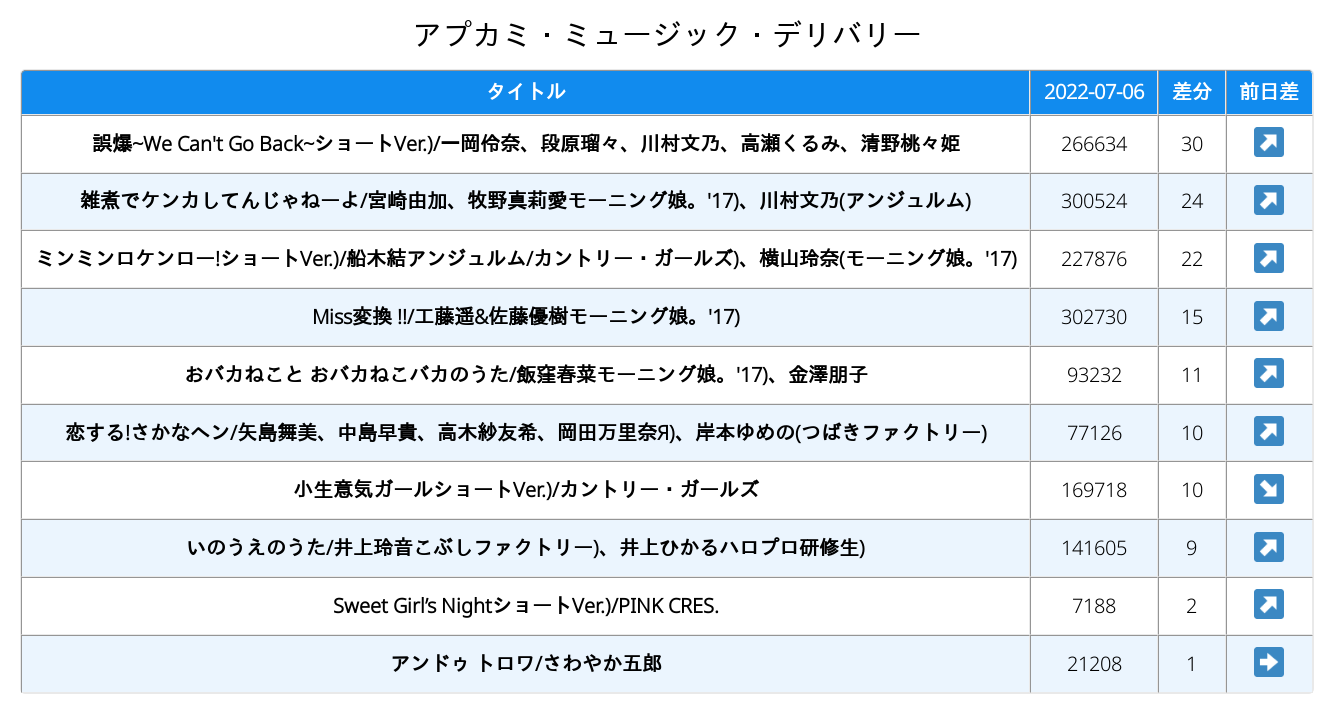 アプカミ・ミュージック・デリバリー
タイトル 2022-07-06 差分 前日差
誤爆~We Can't Go Back~ショートVer.)/一岡伶奈、段原瑠々、川村文乃、高瀬くるみ、清野桃々姫 266634 30
雑煮でケンカしてんじゃねーよ/宮崎由加、牧野真莉愛モーニング娘。'17)、川村文乃(アンジュルム) 300524 24
ミンミンロケンロー!ショートVer.)/船木結アンジュルム/カントリー・ガールズ)、横山玲奈(モーニング娘。'17) 227876 22
Miss変換 !!/工藤遥&佐藤優樹モーニング娘。'17) 302730 15
おバカねこと おバカねこバカのうた/飯窪春菜モーニング娘。'17)、金澤朋子 93232 11
恋する!さかなヘン/矢島舞美、中島早貴、高木紗友希、岡田万里奈Я)、岸本ゆめの(つばきファクトリー) 77126 10
小生意気ガールショートVer.)/カントリー・ガールズ 169718 10
いのうえのうた/井上玲音こぶしファクトリー)、井上ひかるハロプロ研修生) 141605 9
Sweet Girl’s NightショートVer.)/PINK CRES. 7188 2
アンドゥ トロワ/さわやか五郎 21208 1